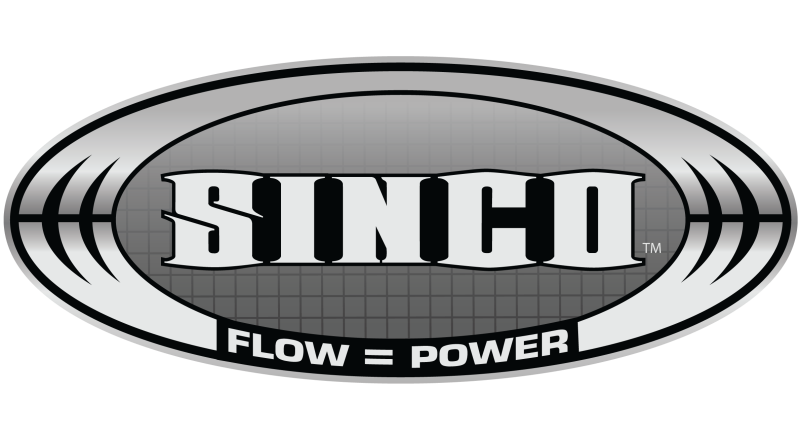 SINCO™
FLOW = POWER